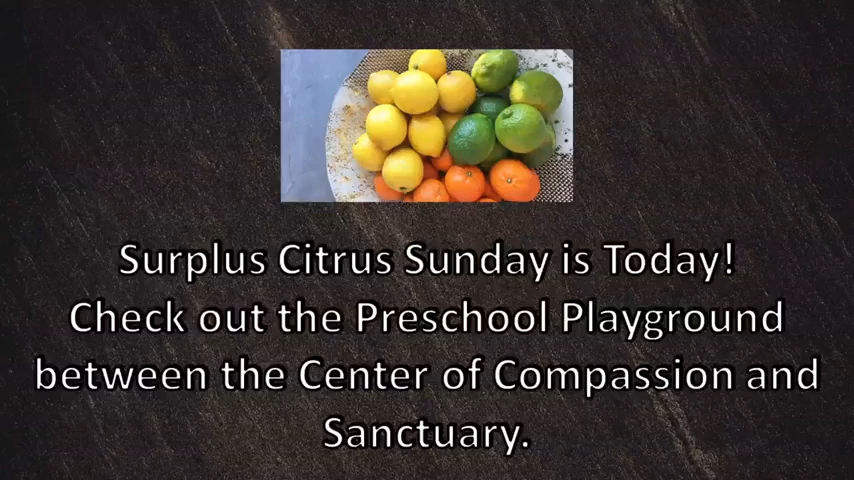 Surplus Citrus Sunday is Today!
Check out the Preschool Playground
between the Center of Compassion and
Sanctuary.